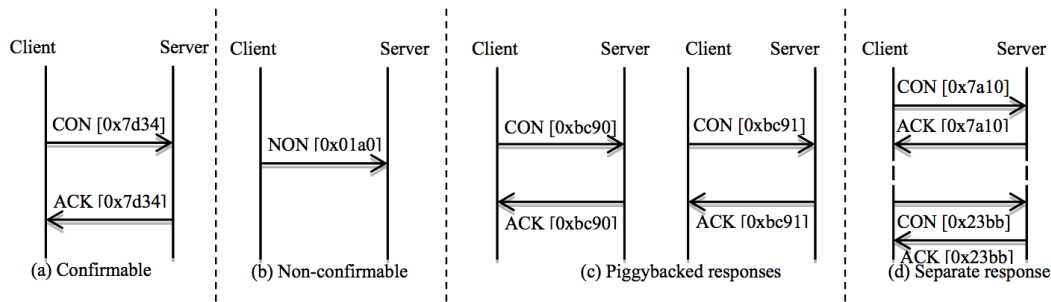 Client Server
CON [0x7d34]
ACK [0x7d34]
(a) Confirmable
Client Server
NON [0x01a0]
(b) Non-confirmable
Client Server
CON [0xbc90]
ACK [0xbc90]
Client Server
CON [0xbc91]
ACK [0xbc91]
(c) Piggybacked responses
Client Server
CON [0x7a10]
ACK [0x7a10]
CON [0x23bb]
ACK [0x23bb]
(d) Separate response